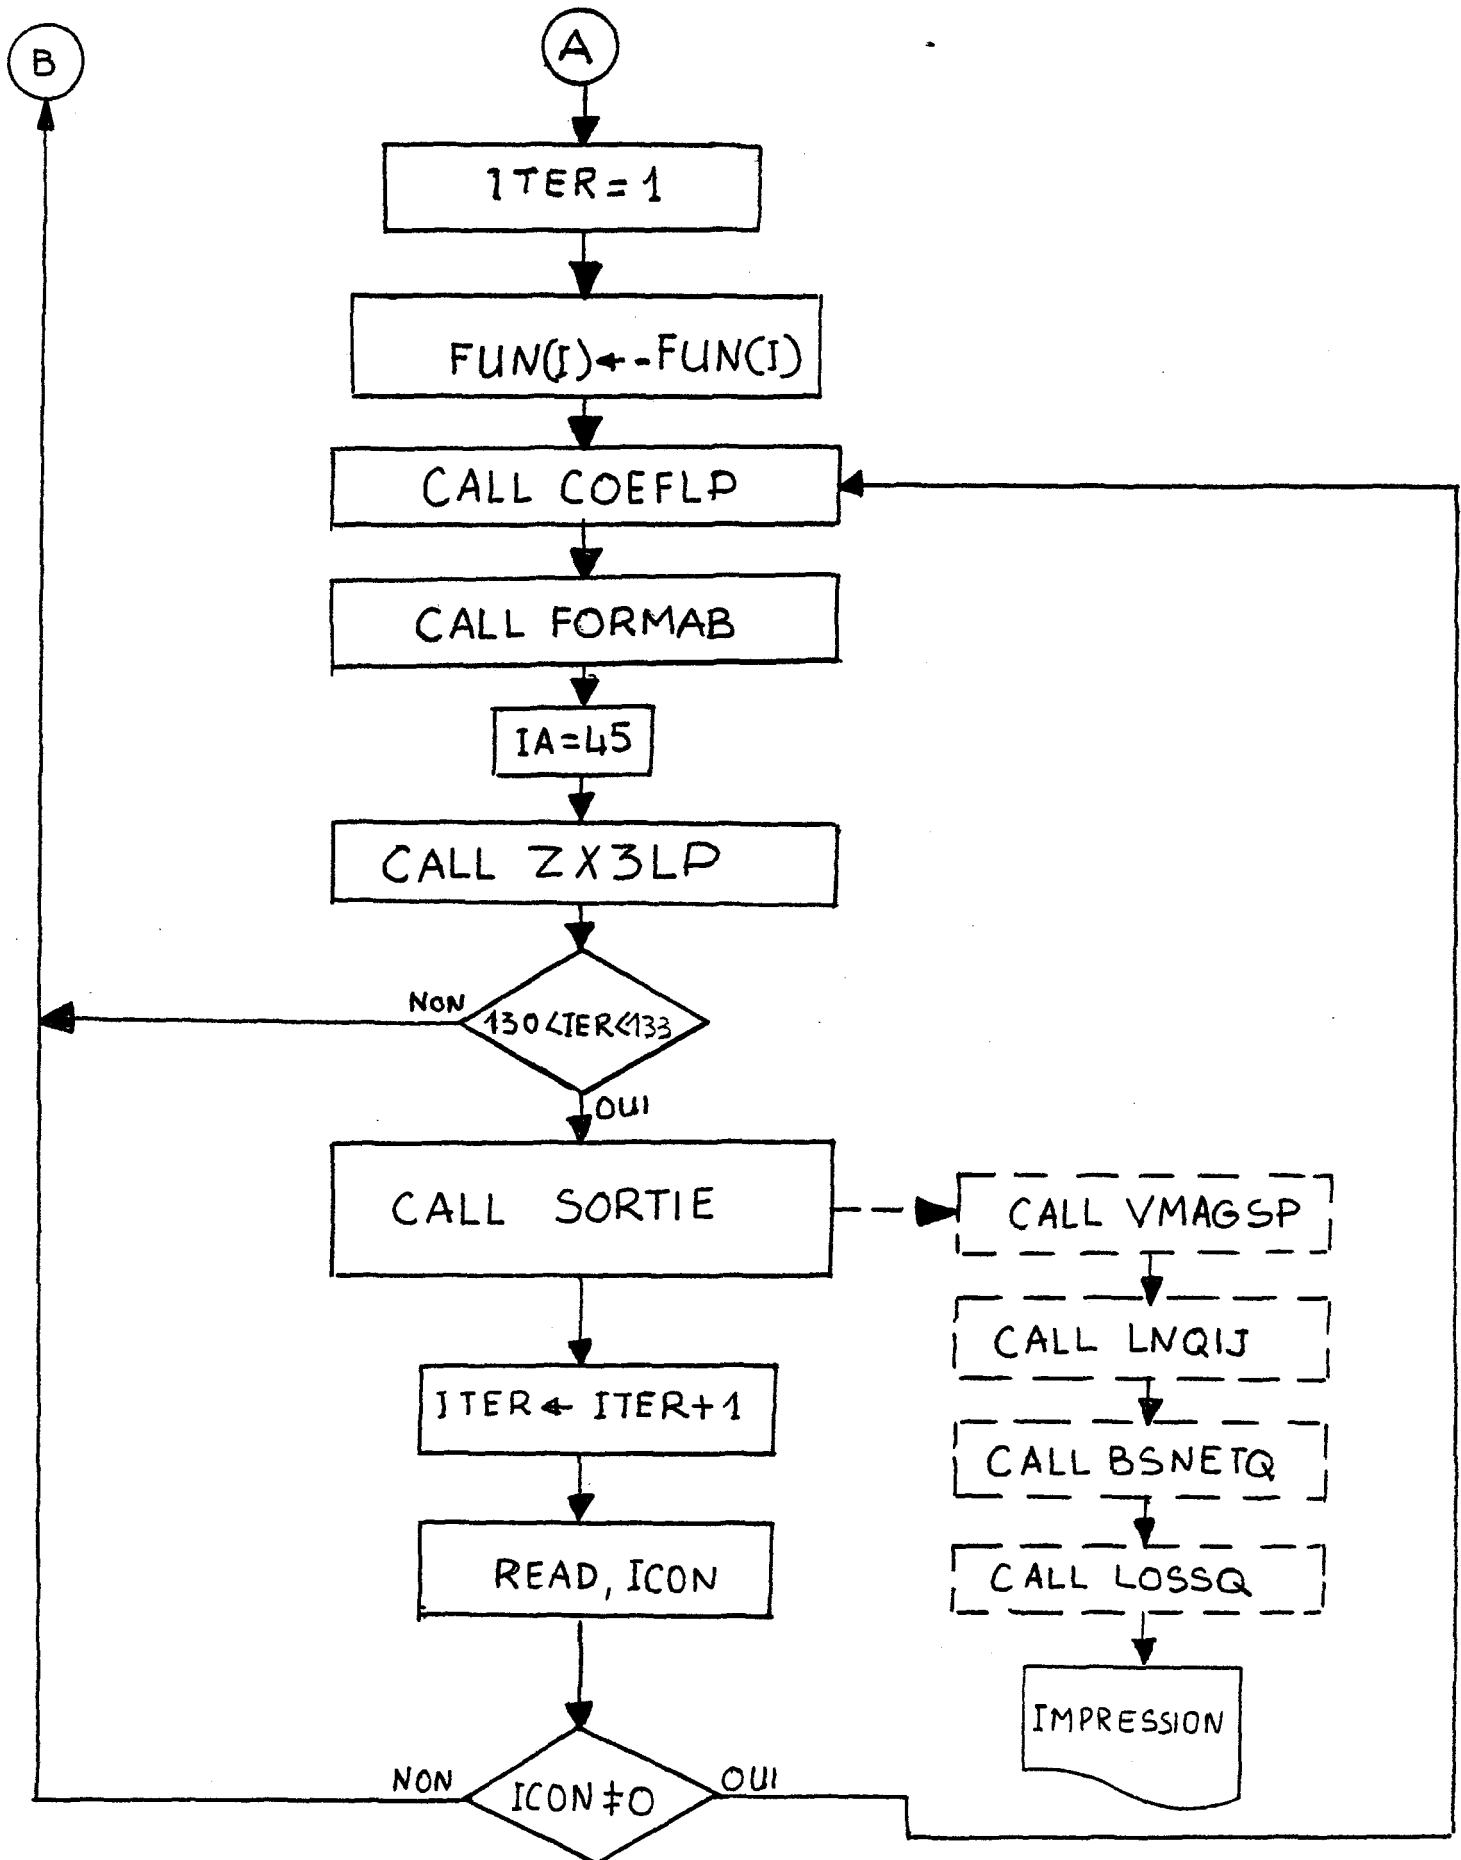 B
A
ITER=1
FUN(I)←-FUN(I)
CALL COEFLP
CALL FORMAB
IA=45
CALL ZX3LP
NON
130<IER<133
OUI
CALL SORTIE
CALL VMAGSP
CALL LNQIJ
ITER← ITER+1
CALL BSNETQ
READ, ICON
CALL LOSSQ
IMPRESSION
NON
ICON≠0
OUI